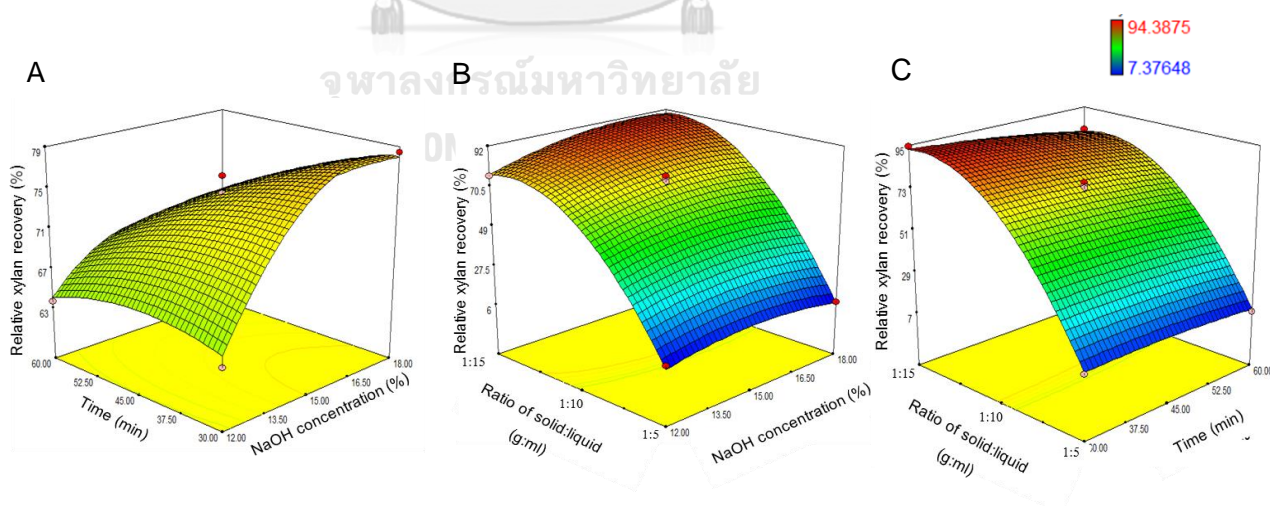 94.3875
7.37648
A
B
C
จุฬาลงกรณ์มหาวิทยาลัย
Relative xylan recovery (%)
79
75
71
67
63
60.00
52.50
45.00
37.50
30.00
Time (min)
12.00
13.50
15.00
16.50
18.00
NaOH concentration (%)
Relative xylan recovery (%)
92
70.5
49
27.5
6
1:15
1:10
1:5
Ratio of solid:liquid
(g:ml)
12.00
13.50
15.00
16.50
18.00
NaOH concentration (%)
Relative xylan recovery (%)
95
73
51
29
7
1:15
1:10
1:5
Ratio of solid:liquid
(g:ml)
37.50
45.00
52.50
60.00
Time (min)